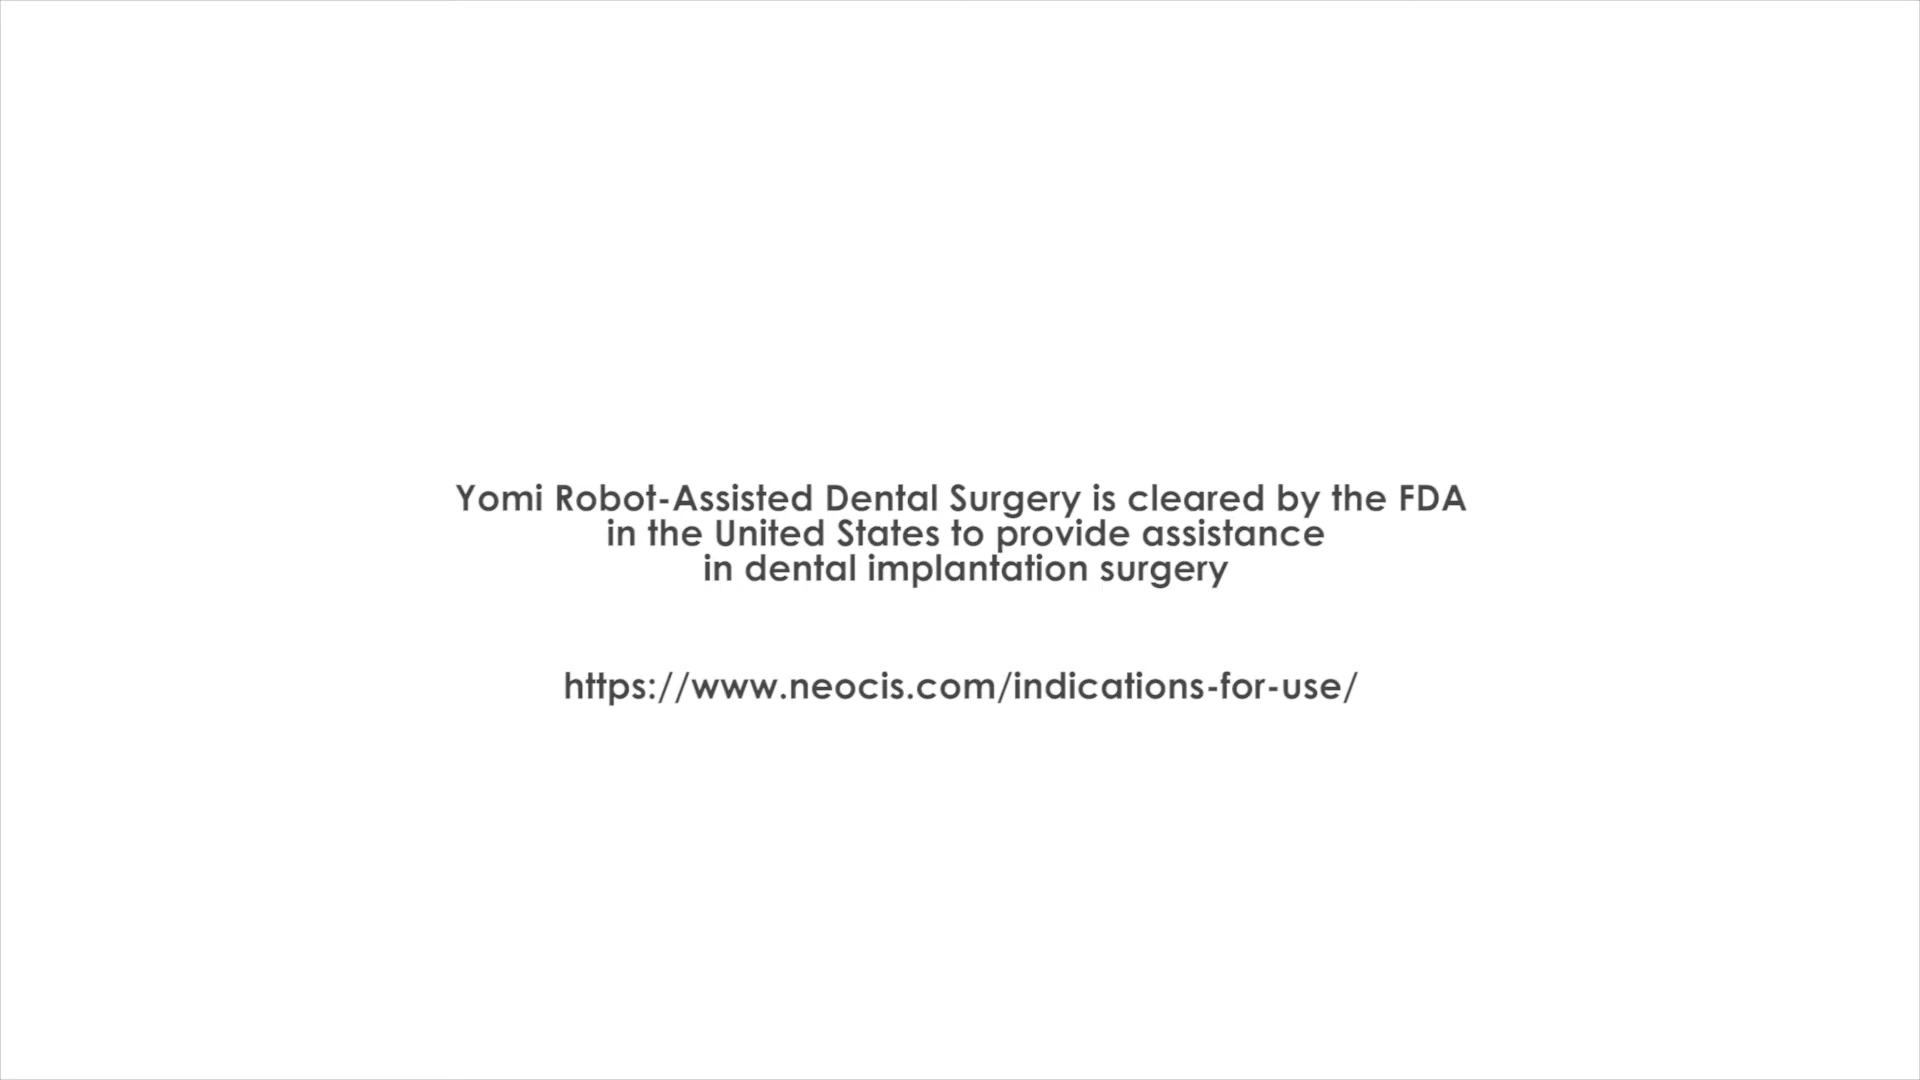 Yomi Robot-Assisted Dental Surgery is cleared by the FDA
in the United States to provide assistance
in dental implantation surgery
https://www.neocis.com/indications-for-use/